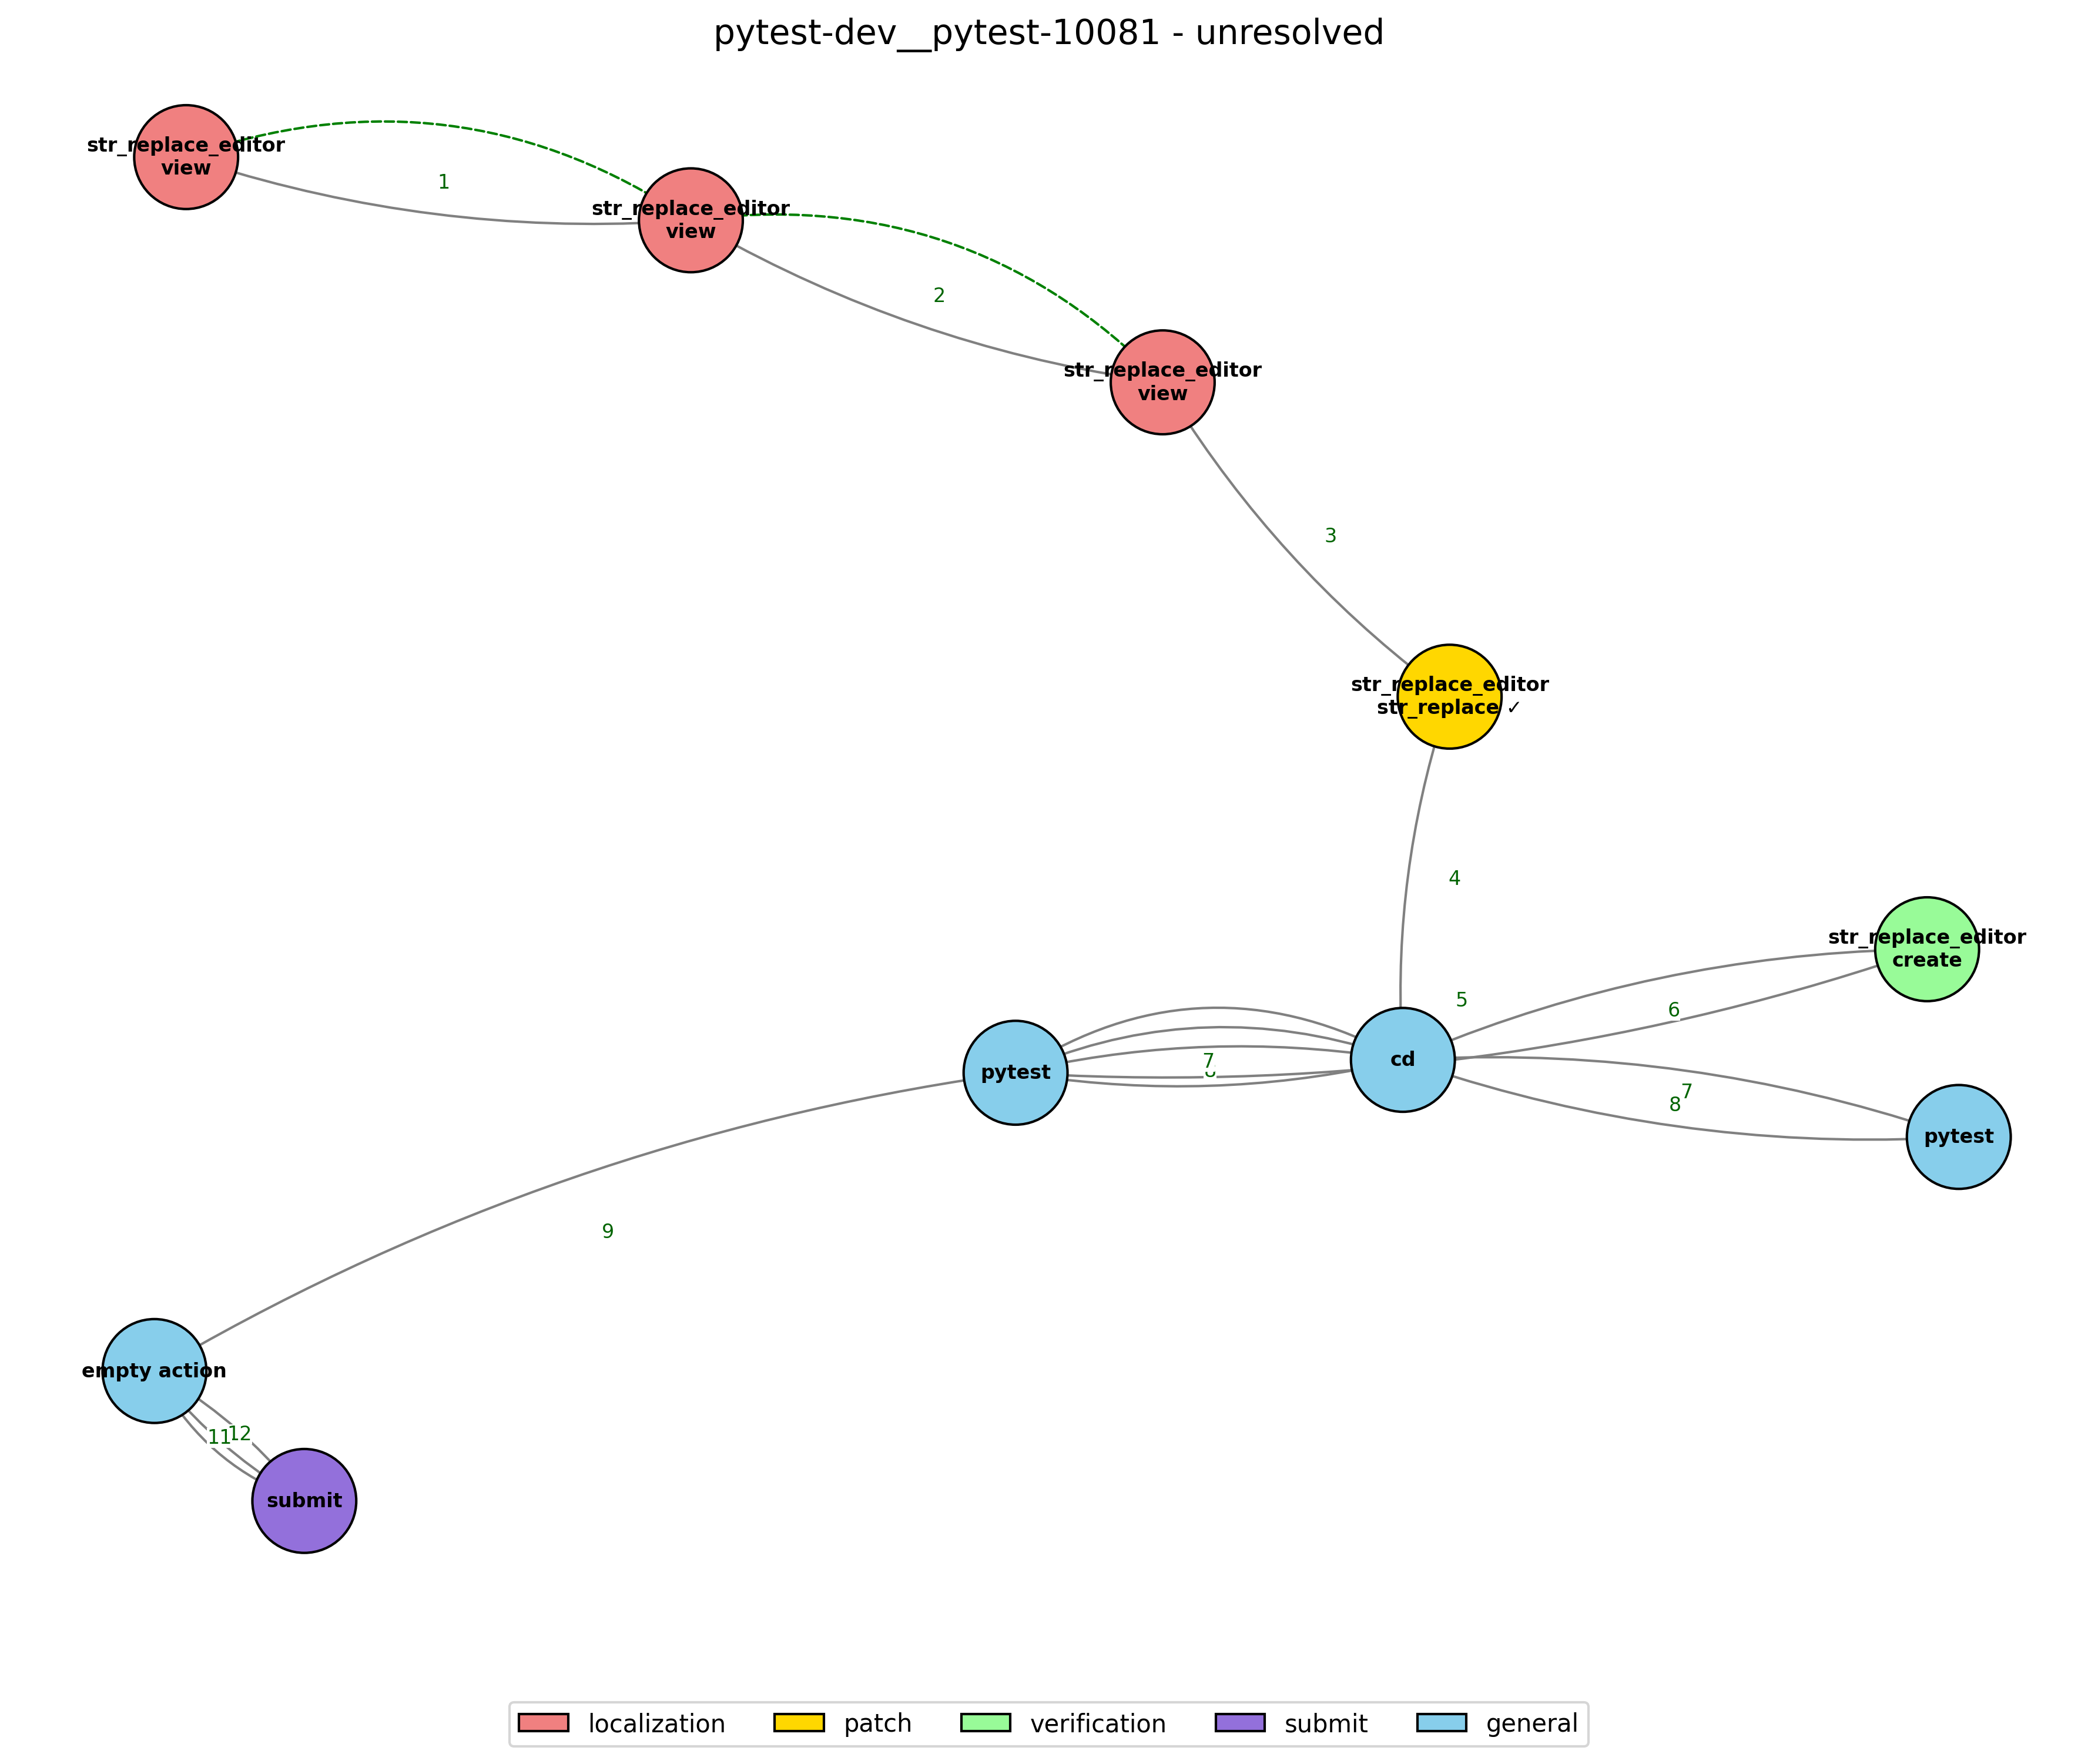 pytest-dev__pytest-10081 - unresolved
str_replace_editor
view
1
str_replace_editor
view
2
str_replace_editor
view
3
str_replace_editor
str_replace ✓
4
str_replace_editor
create
5
6
7
pytest
cd
7
8
pytest
9
empty action
11
12
submit
localization
patch
verification
submit
general